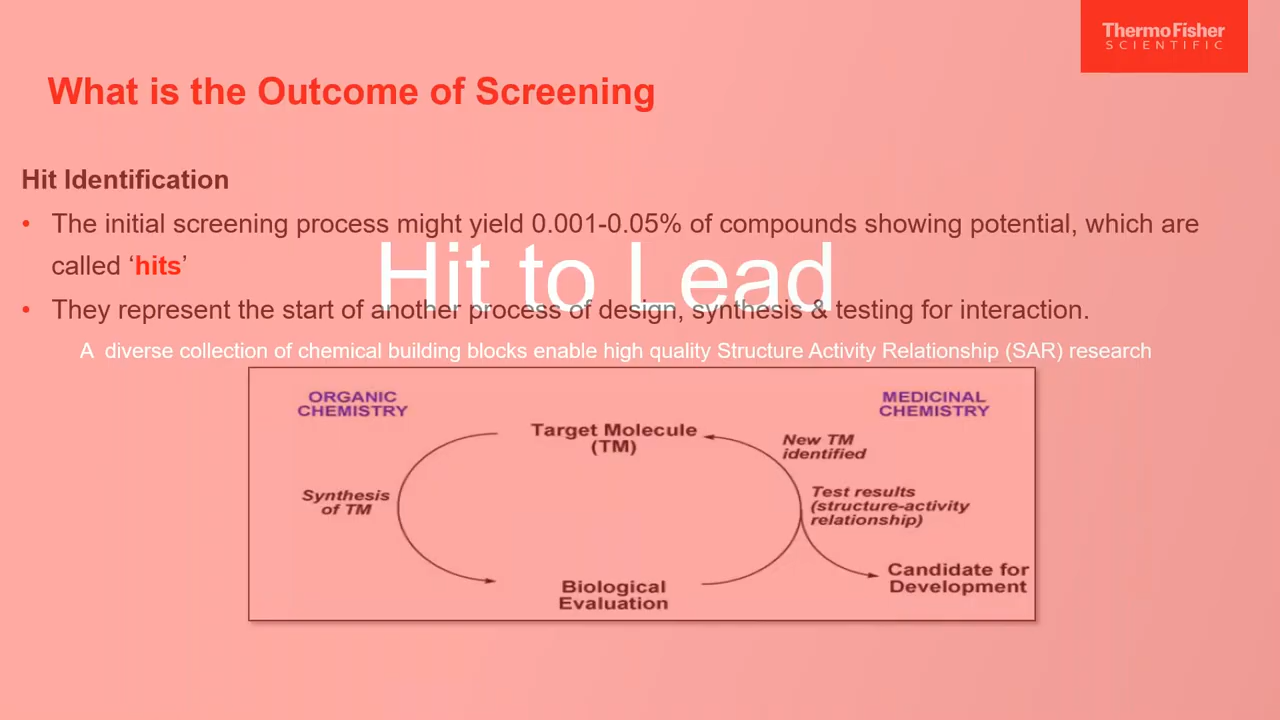 ThermoFisher
SCIENTIFIC
What is the Outcome of Screening
Hit Identification
• The initial screening process might yield 0.001-0.05% of compounds showing potential, which are
called ‘hits’
Hit to Lead
• They represent the start of another process of design, synthesis & testing for interaction.
A diverse collection of chemical building blocks enable high quality Structure Activity Relationship (SAR) research
ORGANIC
CHEMISTRY
MEDICINAL
CHEMISTRY
Target Molecule
(TM)
New TM
identified
Synthesis
of TM
Test results
(structure-activity
relationship)
Biological
Evaluation
Candidate for
Development